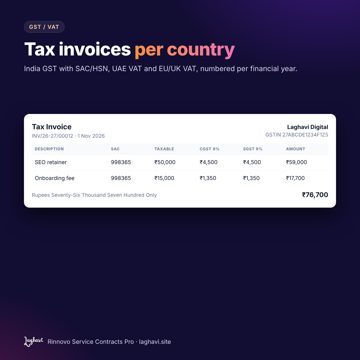 GST / VAT
Tax invoices per country
India GST with SAC/HSN, UAE VAT and EU/UK VAT, numbered per financial year.
Tax Invoice Laghavi Digital
INV/26-27/00012 · 1 Nov 2026 GSTIN 27ABCDE1234F1Z5
DESCRIPTION SAC TAXABLE CGST 9% SGST 9% AMOUNT
SEO retainer 998365 ₹50,000 ₹4,500 ₹4,500 ₹59,000
Onboarding fee 998365 ₹15,000 ₹1,350 ₹1,350 ₹17,700
Rupees Seventy-Six Thousand Seven Hundred Only ₹76,700
Laghavi Rinnovo Service Contracts Pro · laghavi.site